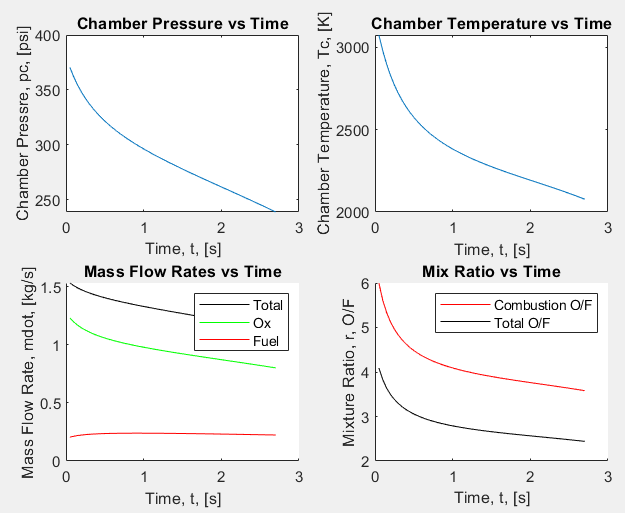 Chamber Pressure vs Time
Chamber Pressre, pc, [psi]
400
350
300
250
0
1
2
3
Time, t, [s]
Chamber Temperature vs Time
Chamber Temperature, Tc, [K]
3000
2500
2000
0
1
2
3
Time, t, [s]
Mass Flow Rates vs Time
Mass Flow Rate, mdot, [kg/s]
1.5
1
0.5
0
Total
Ox
Fuel
0
1
2
3
Time, t, [s]
Mix Ratio vs Time
Mixture Ratio, r, O/F
6
5
4
3
2
Combustion O/F
Total O/F
0
1
2
3
Time, t, [s]